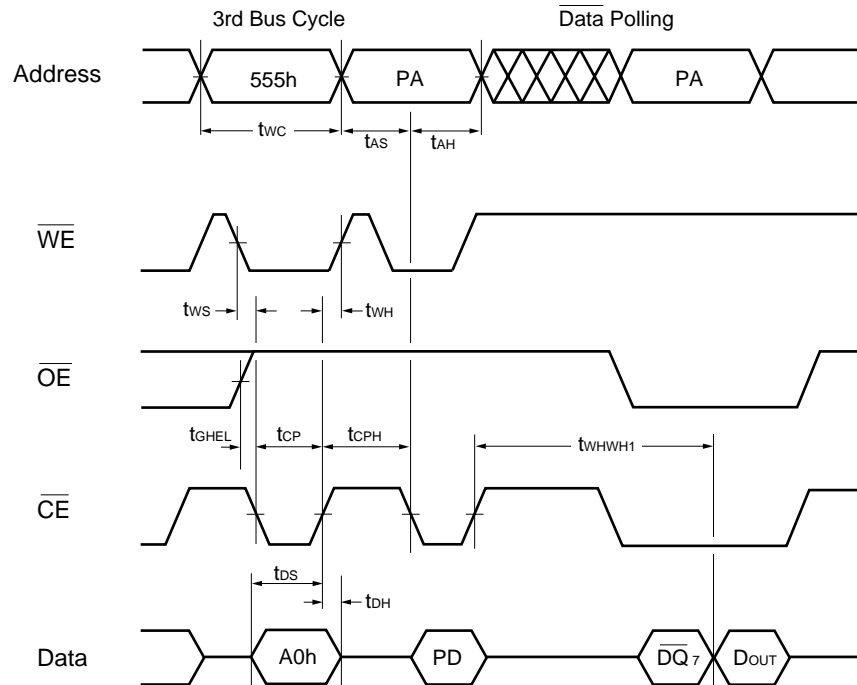 3rd Bus Cycle Data Polling
Address 555h PA PA
tWC tAS tAH
WE
tWS tWH
OE
tGHEL tCP tCPH tWHWH1
CE
tDS
tDH
Data A0h PD DQ7 DOUT